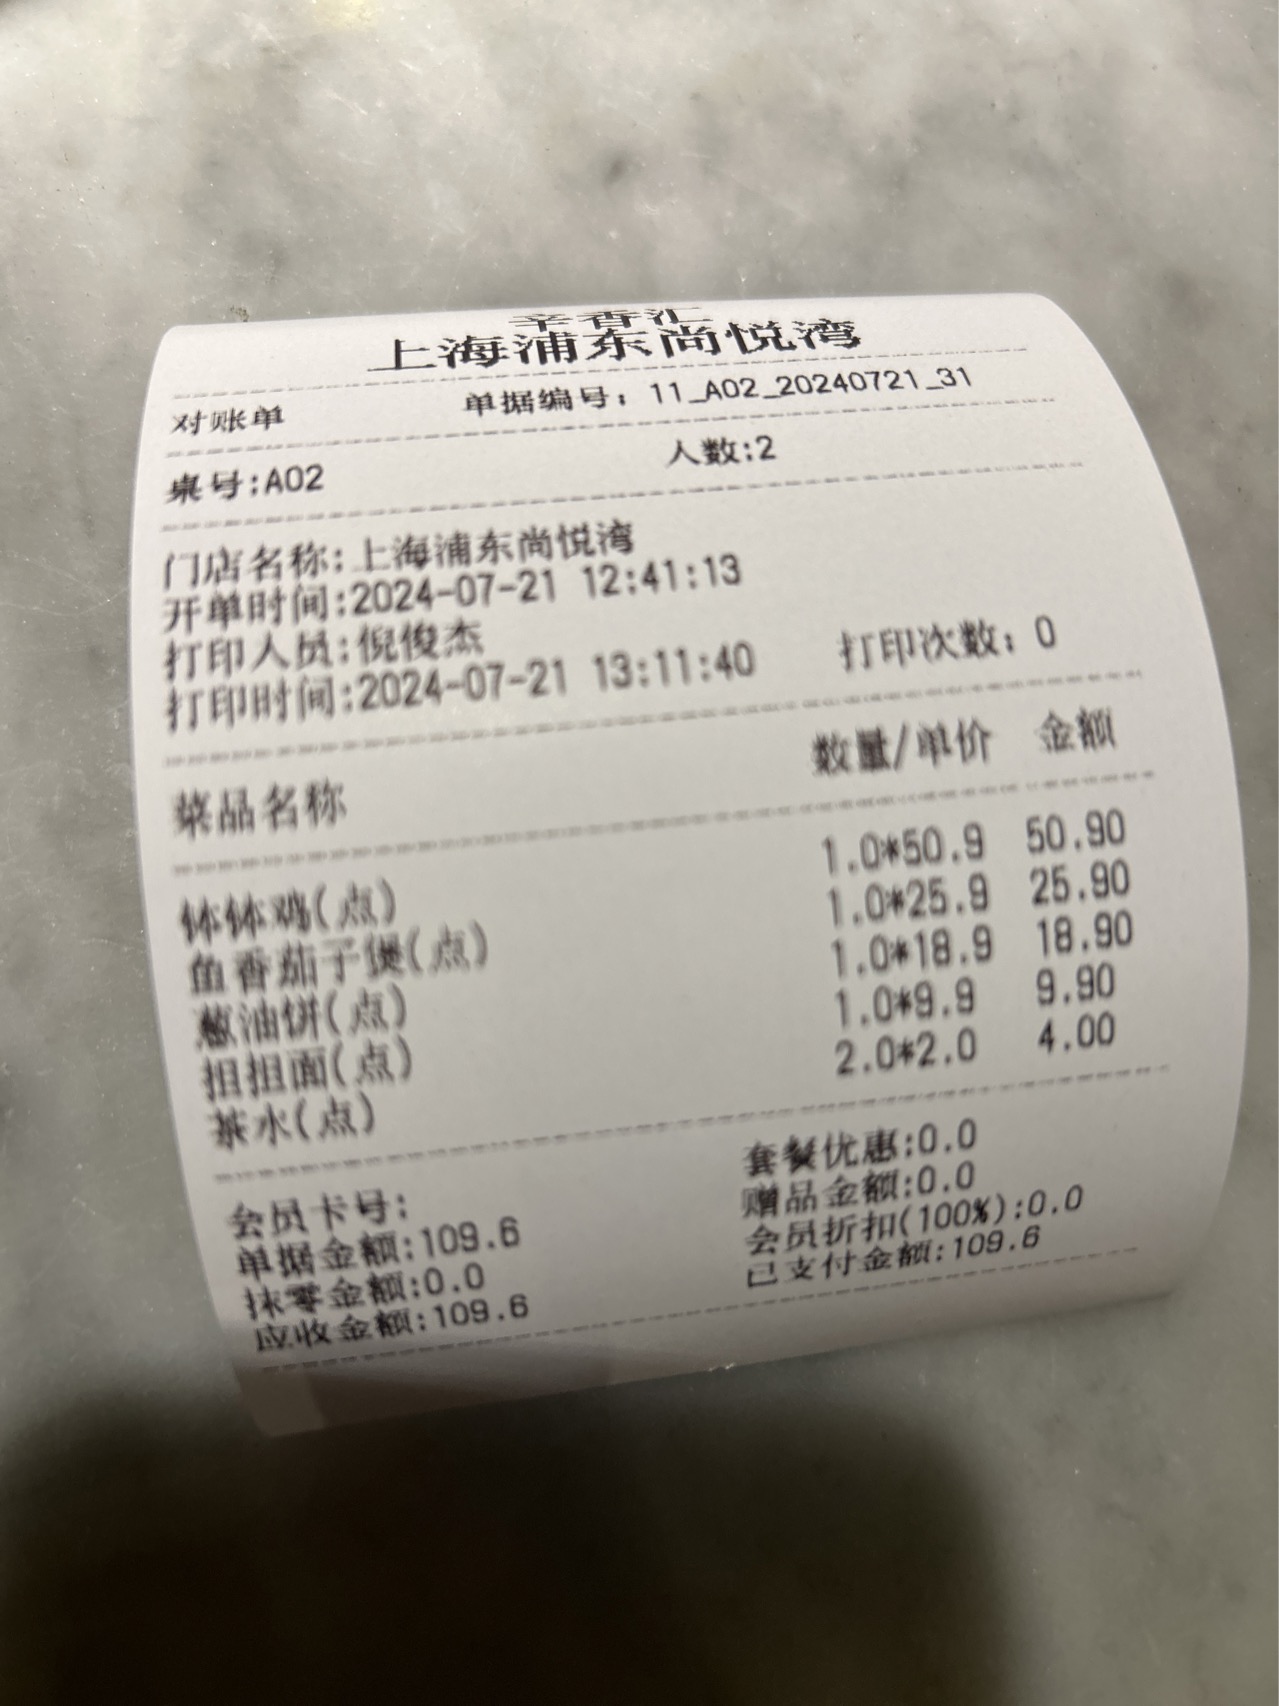 辛香汇
上海浦东尚悦湾
对账单 单据编号：11_A02_20240721_31
桌号:A02 人数:2
门店名称:上海浦东尚悦湾
开单时间:2024-07-21 12:41:13
打印人员:倪俊杰
打印时间:2024-07-21 13:11:40 打印次数：0
菜品名称 数量/单价 金额
钵钵鸡(点) 1.0*50.9 50.90
鱼香茄子煲(点) 1.0*25.9 25.90
葱油饼(点) 1.0*18.9 18.90
担担面(点) 1.0*9.9 9.90
茶水(点) 2.0*2.0 4.00
会员卡号: 套餐优惠:0.0
单据金额:109.6 赠品金额:0.0
抹零金额:0.0 会员折扣(100%):0.0
应收金额:109.6 已支付金额:109.6